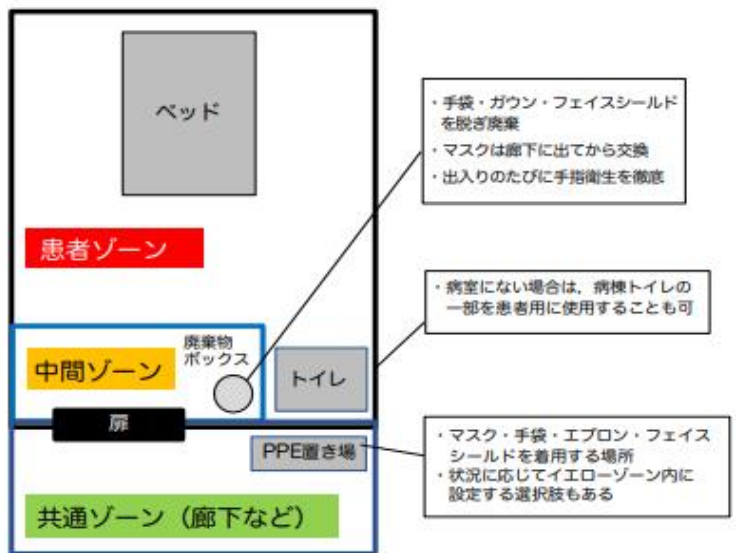 ベッド
・手袋・ガウン・フェイスシールド
を脱ぎ廃棄
・マスクは廊下に出てから交換
・出入りのたびに手指衛生を徹底
患者ゾーン
・病室にない場合は，病棟トイレの
一部を患者用に使用することも可
中間ゾーン
廃棄物
ボックス
トイレ
扉
PPE置き場
・マスク・手袋・エプロン・フェイス
シールドを着用する場所
・状況に応じてイエローゾーン内に
設定する選択肢もある
共通ゾーン（廊下など）